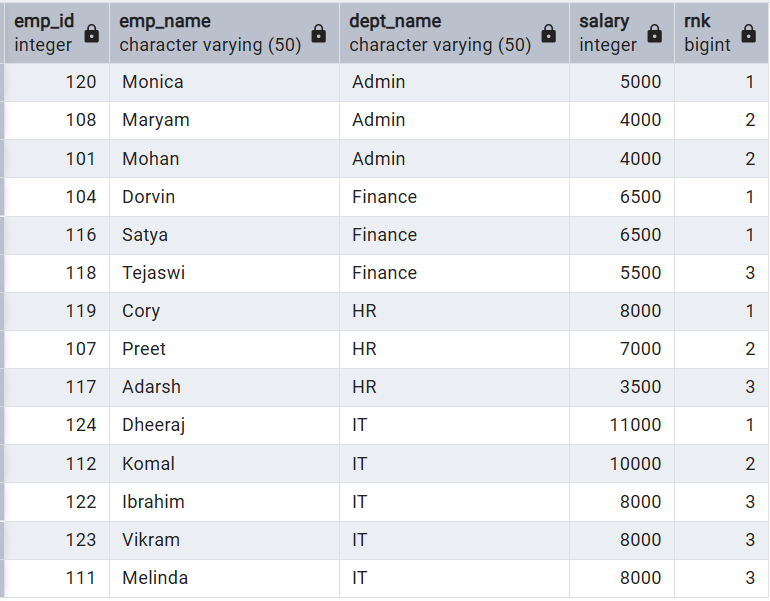 emp_id emp_name dept_name salary rnk
integer character varying (50) character varying (50) integer bigint
120 Monica Admin 5000 1
108 Maryam Admin 4000 2
101 Mohan Admin 4000 2
104 Dorvin Finance 6500 1
116 Satya Finance 6500 1
118 Tejaswi Finance 5500 3
119 Cory HR 8000 1
107 Preet HR 7000 2
117 Adarsh HR 3500 3
124 Dheeraj IT 11000 1
112 Komal IT 10000 2
122 Ibrahim IT 8000 3
123 Vikram IT 8000 3
111 Melinda IT 8000 3